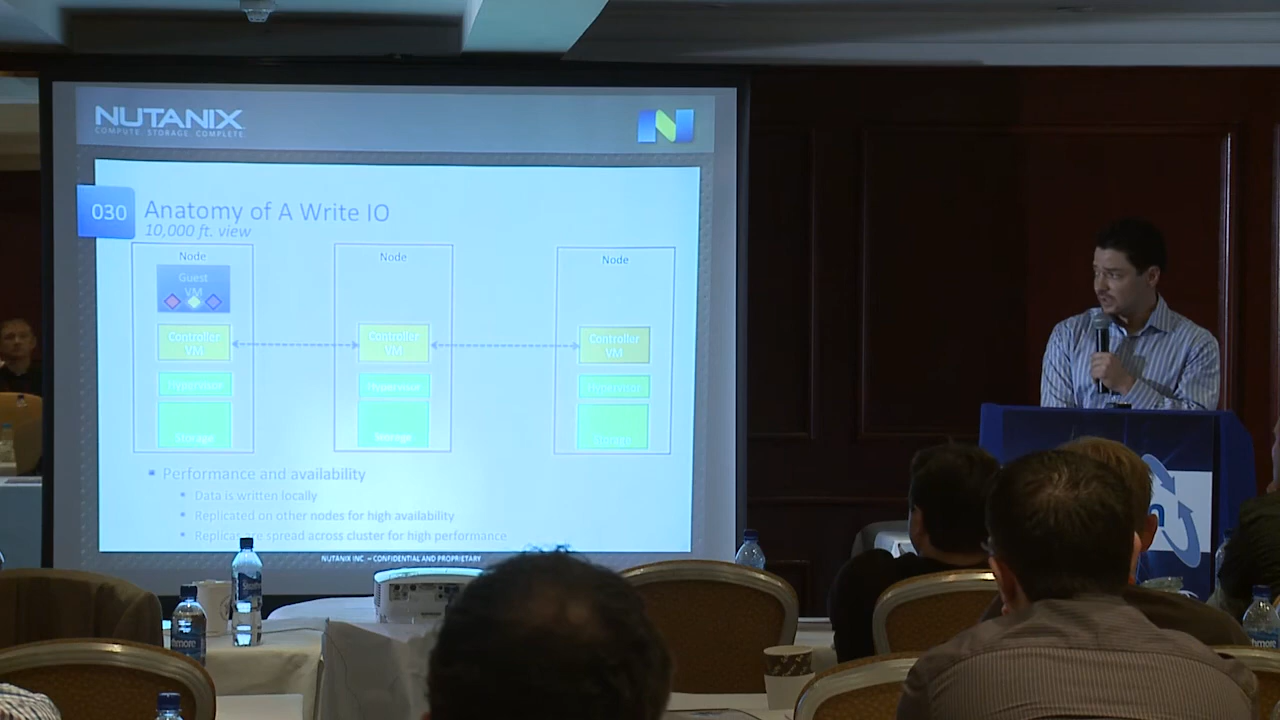 NUTANIX
COMPUTE. STORAGE. COMPLETE.
030
Anatomy of A Write IO
10,000 ft. view
Node
Node
Node
Guest
VM
Controller
VM
Controller
VM
Controller
VM
Hypervisor
Hypervisor
Hypervisor
Storage
Storage
Storage
Performance and availability
Data is written locally
Replicated on other nodes for high availability
Replicas are spread across cluster for high performance
NUTANIX INC. – CONFIDENTIAL AND PROPRIETARY